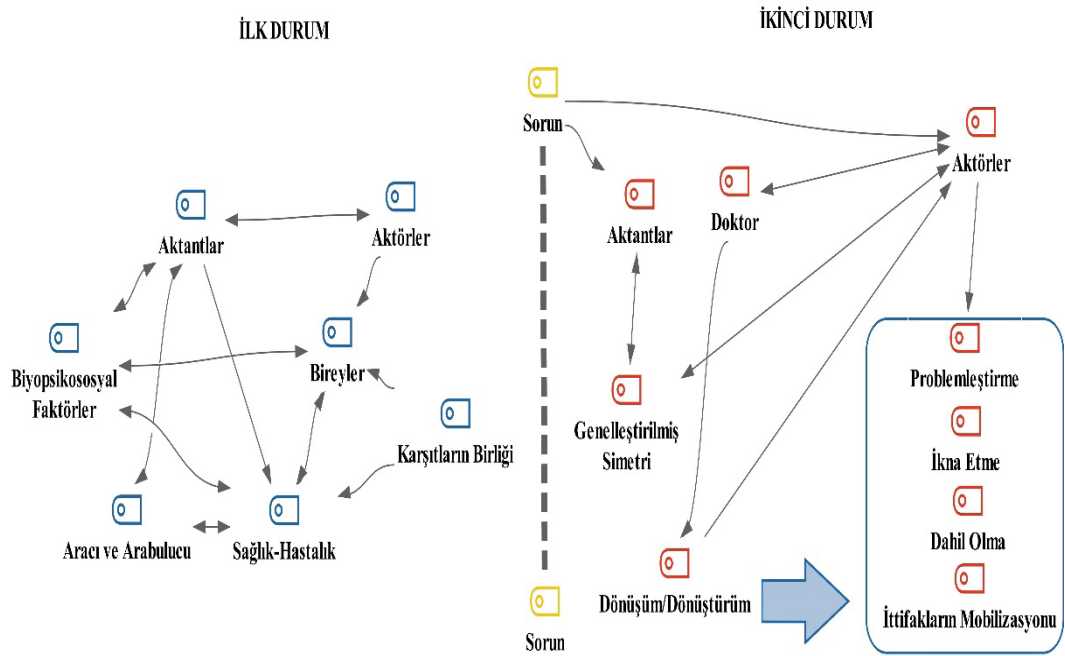 İLK DURUM
Aktantlar
Aktörler
Biyopsikososyal
Faktörler
Bireyler
Karşıtların Birliği
Aracı ve Arabulucu
Sağlık-Hastalık
İKİNCİ DURUM
Sorun
Aktörler
Aktantlar
Doktor
Genelleştirilmiş
Simetri
Dönüşüm/Dönüştürüm
Sorun
Problemleştirme
İkna Etme
Dahil Olma
İttifakların Mobilizasyonu